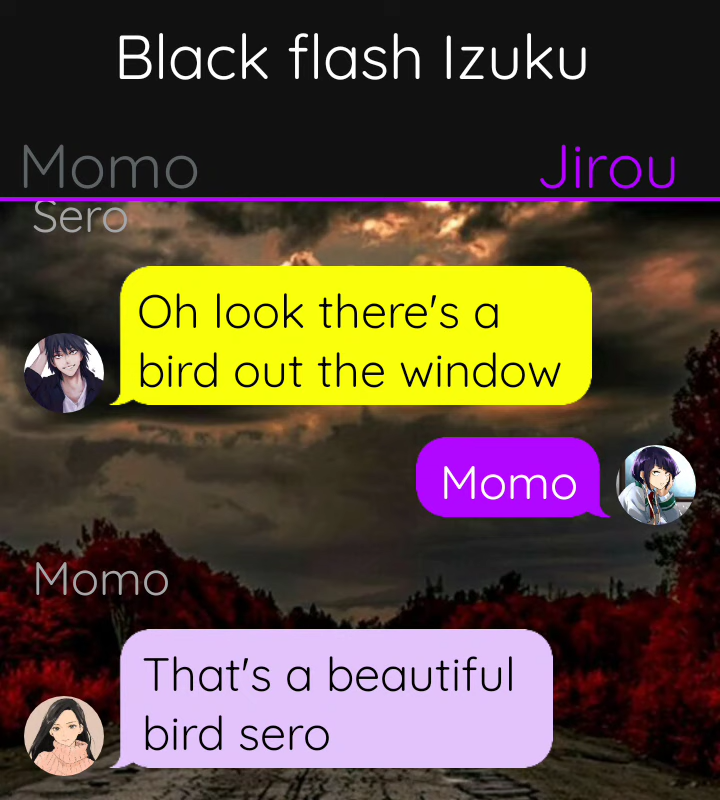 Black flash Izuku
Momo
Jirou
Sero
Oh look there's a
bird out the window
Momo
Momo
That's a beautiful
bird sero